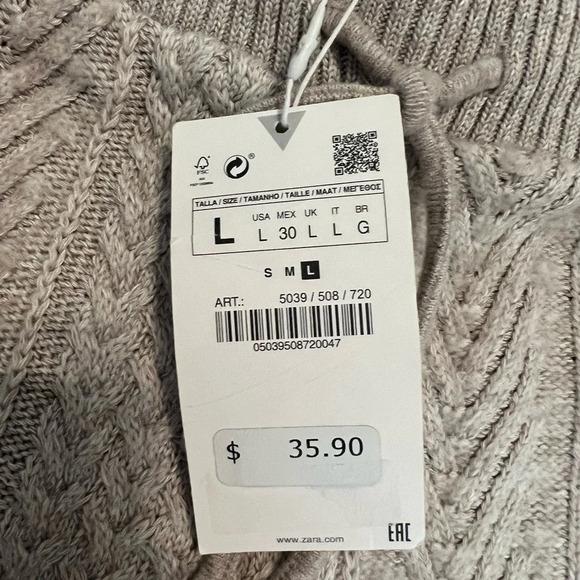 FSC
®
TALLA / SIZE / TAMANHO / TAILLE / MAAT / ΜΕΓΕΘΟΣ
L
USA MEX UK IT BR
L 30 L L G
S M L
ART.: 5039 / 508 / 720
05039508720047
$ 35.90
www.zara.com
EAC